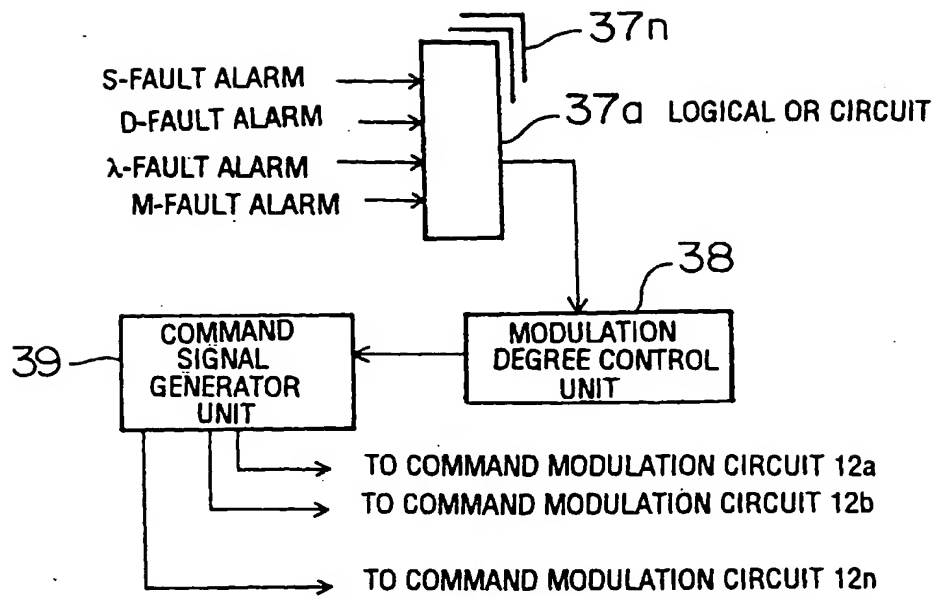 37n
S-FAULT ALARM
37a LOGICAL OR CIRCUIT
D-FAULT ALARM
λ-FAULT ALARM
M-FAULT ALARM
38
MODULATION
DEGREE CONTROL
UNIT
39
COMMAND
SIGNAL
GENERATOR
UNIT
TO COMMAND MODULATION CIRCUIT 12a
TO COMMAND MODULATION CIRCUIT 12b
TO COMMAND MODULATION CIRCUIT 12n